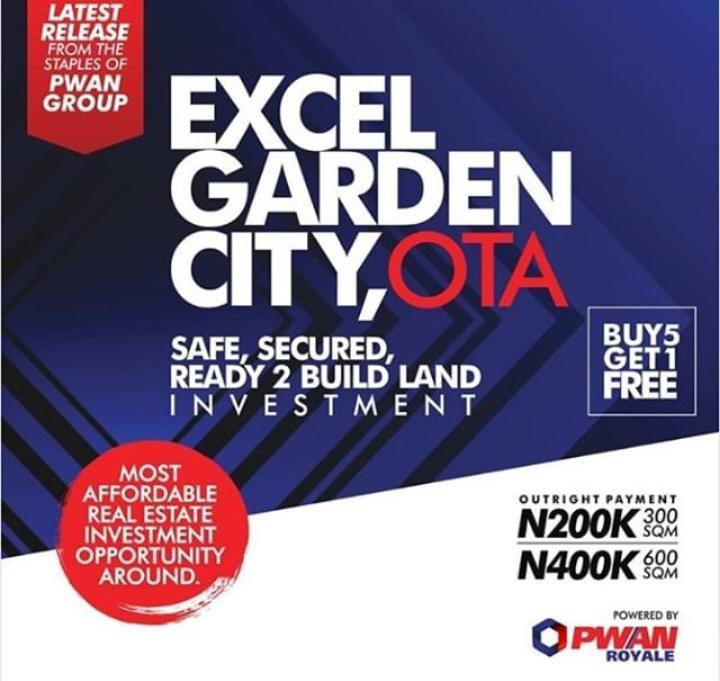 LATEST
RELEASE
FROM THE
STAPLES OF
PWAN
GROUP
EXCEL
GARDEN
CITY, OTA
SAFE, SECURED,
READY 2 BUILD LAND
INVESTMENT
BUY5
GET1
FREE
MOST
AFFORDABLE
REAL ESTATE
INVESTMENT
OPPORTUNITY
AROUND.
OUTRIGHT PAYMENT
N200K 300 SQM
N400K 600 SQM
POWERED BY
PWAN
ROYALE